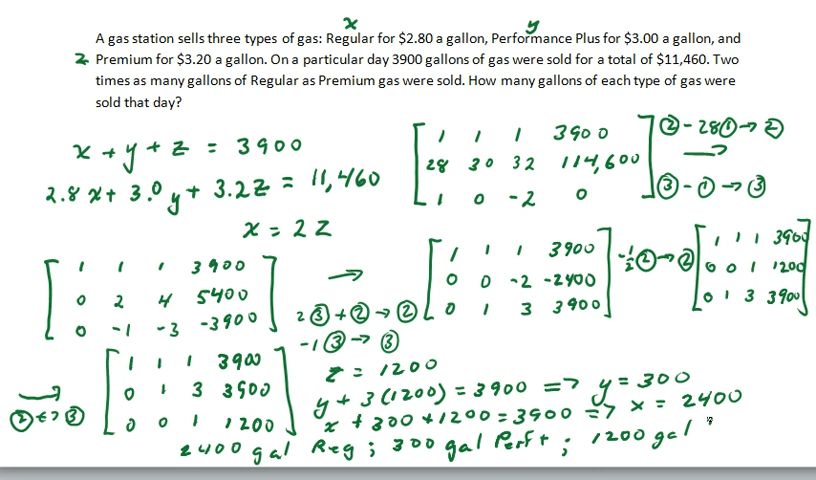 x y
A gas station sells three types of gas: Regular for $2.80 a gallon, Performance Plus for $3.00 a gallon, and
z Premium for $3.20 a gallon. On a particular day 3900 gallons of gas were sold for a total of $11,460. Two
times as many gallons of Regular as Premium gas were sold. How many gallons of each type of gas were
sold that day?
x + y + z = 3900
2.8x + 3.0y + 3.2z = 11,460
x = 2z
1 1 1 3900
28 30 32 114,600
1 0 -2 0
② - 28① → ②
→
③ - ① → ③
1 1 1 3900
0 2 4 5400
0 -1 -3 -3900
→
2③ + ② → ②
-1③ → ③
1 1 1 3900
0 0 -2 -2400
0 1 3 3900
-1/2② → ②
1 1 1 3900
0 0 1 1200
0 1 3 3900
→
② ↔ ③
1 1 1 3900
0 1 3 3900
0 0 1 1200
z = 1200
y + 3(1200) = 3900 => y = 300
x + 300 + 1200 = 3900 => x = 2400
2400 gal Reg ; 300 gal Perf + ; 1200 gal P